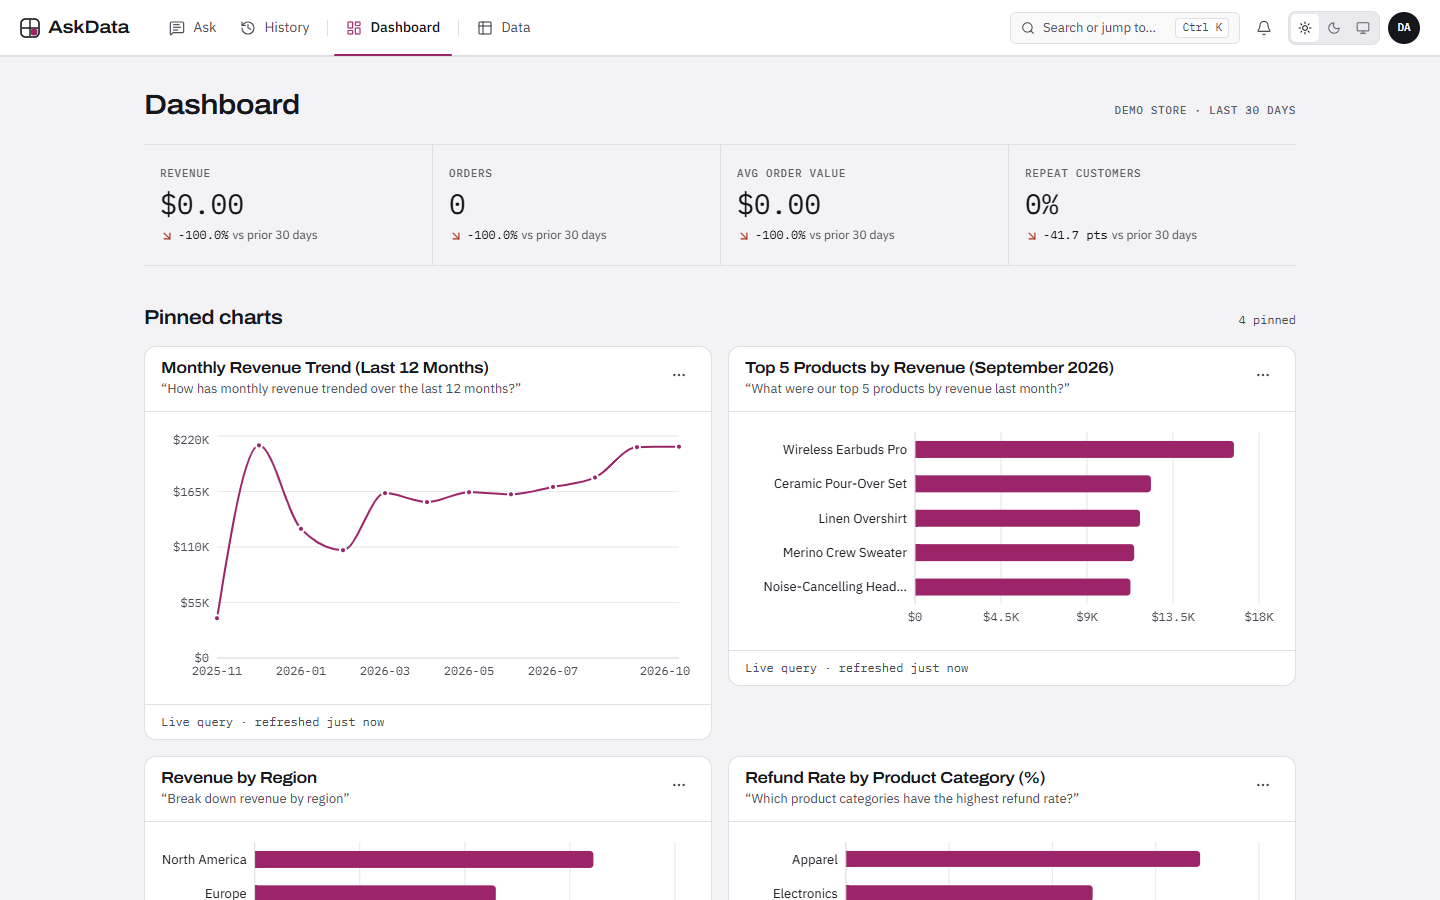 AskData
Ask
History
Dashboard
Data
Search or jump to...
Ctrl K
DA
Dashboard
DEMO STORE · LAST 30 DAYS
REVENUE
$0.00
-100.0% vs prior 30 days
ORDERS
0
-100.0% vs prior 30 days
AVG ORDER VALUE
$0.00
-100.0% vs prior 30 days
REPEAT CUSTOMERS
0%
-41.7 pts vs prior 30 days
Pinned charts
4 pinned
Monthly Revenue Trend (Last 12 Months)
“How has monthly revenue trended over the last 12 months?”
$220K
$165K
$110K
$55K
$0
2025-11 2026-01 2026-03 2026-05 2026-07 2026-10
Live query · refreshed just now
Top 5 Products by Revenue (September 2026)
“What were our top 5 products by revenue last month?”
Wireless Earbuds Pro
Ceramic Pour-Over Set
Linen Overshirt
Merino Crew Sweater
Noise-Cancelling Head...
$0 $4.5K $9K $13.5K $18K
Live query · refreshed just now
Revenue by Region
“Break down revenue by region”
North America
Europe
Refund Rate by Product Category (%)
“Which product categories have the highest refund rate?”
Apparel
Electronics